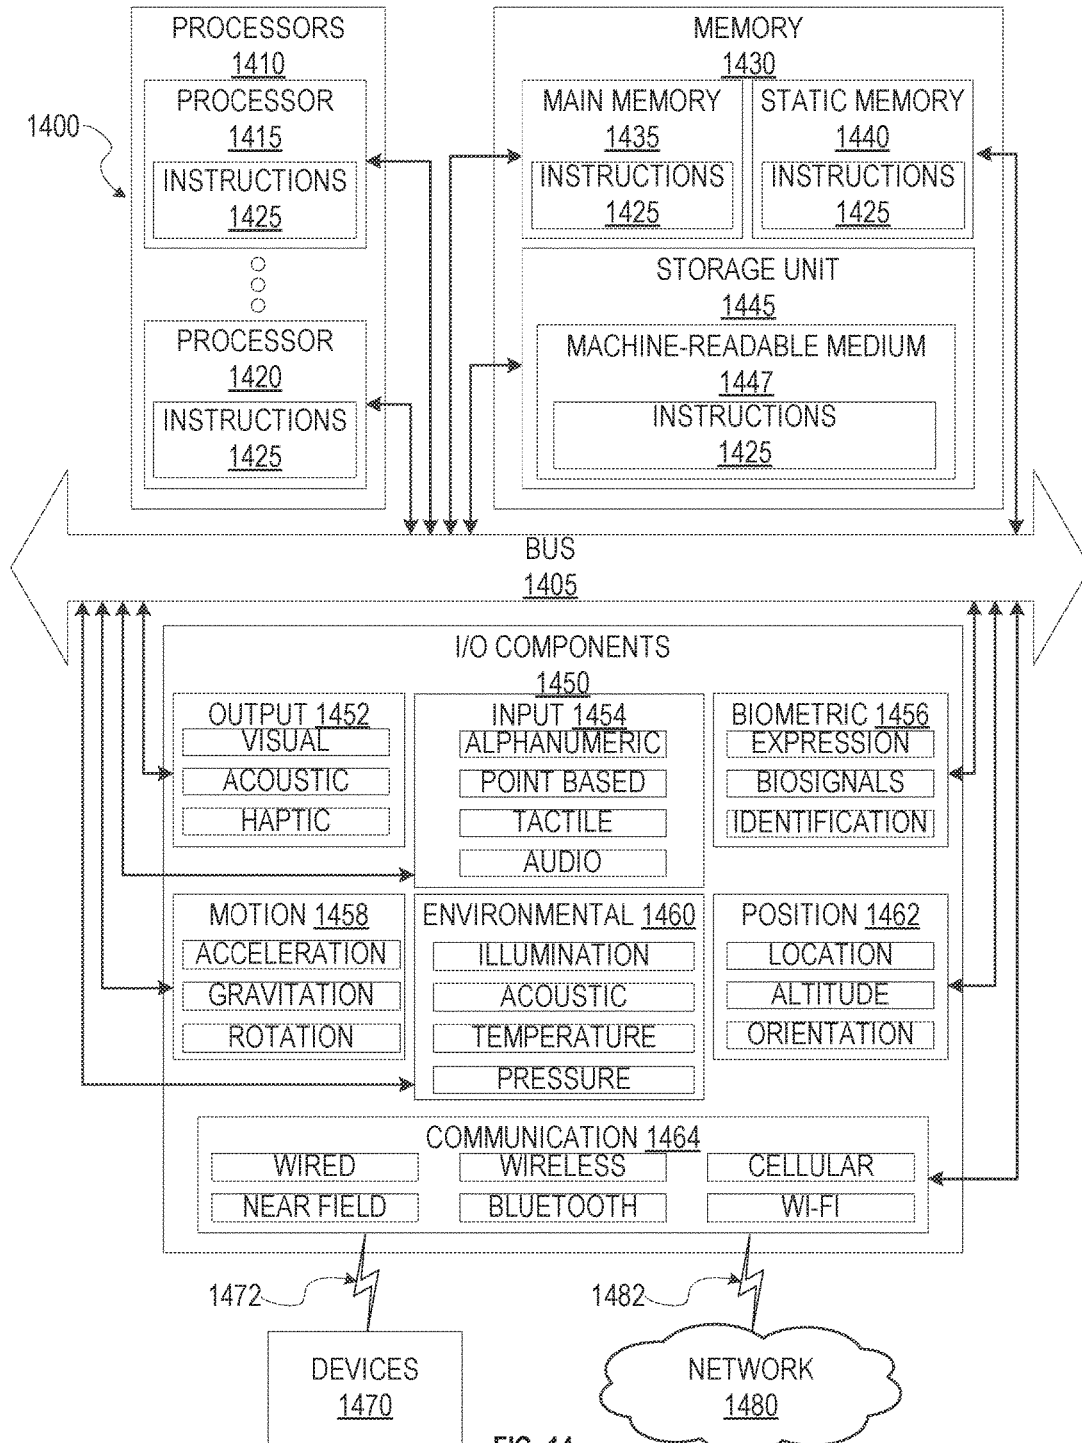 PROCESSORS
1410
PROCESSOR
1415
INSTRUCTIONS
1425
PROCESSOR
1420
INSTRUCTIONS
1425
1400
MEMORY
1430
MAIN MEMORY
1435
INSTRUCTIONS
1425
STATIC MEMORY
1440
INSTRUCTIONS
1425
STORAGE UNIT
1445
MACHINE-READABLE MEDIUM
1447
INSTRUCTIONS
1425
BUS
1405
I/O COMPONENTS
1450
OUTPUT 1452
VISUAL
ACOUSTIC
HAPTIC
INPUT 1454
ALPHANUMERIC
POINT BASED
TACTILE
AUDIO
BIOMETRIC 1456
EXPRESSION
BIOSIGNALS
IDENTIFICATION
MOTION 1458
ACCELERATION
GRAVITATION
ROTATION
ENVIRONMENTAL 1460
ILLUMINATION
ACOUSTIC
TEMPERATURE
PRESSURE
POSITION 1462
LOCATION
ALTITUDE
ORIENTATION
COMMUNICATION 1464
WIRED
WIRELESS
CELLULAR
NEAR FIELD
BLUETOOTH
WI-FI
1472
1482
DEVICES
1470
NETWORK
1480
FIG. 14